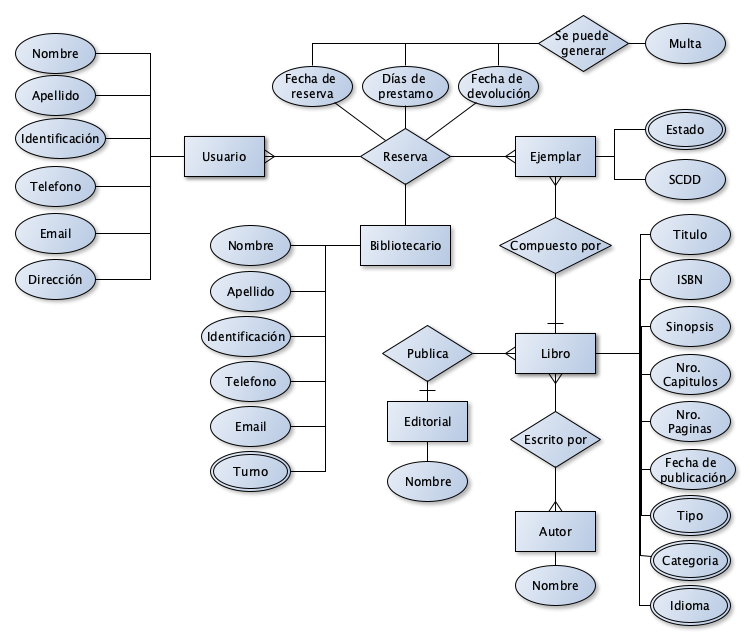 Nombre
Apellido
Identificación
Telefono
Email
Dirección
Usuario
Fecha de
reserva
Días de
prestamo
Fecha de
devolución
Se puede
generar
Multa
Reserva
Ejemplar
Estado
SCDD
Bibliotecario
Nombre
Apellido
Identificación
Telefono
Email
Turno
Compuesto por
Publica
Libro
Editorial
Nombre
Escrito por
Autor
Nombre
Titulo
ISBN
Sinopsis
Nro.
Capitulos
Nro.
Paginas
Fecha de
publicación
Tipo
Categoria
Idioma